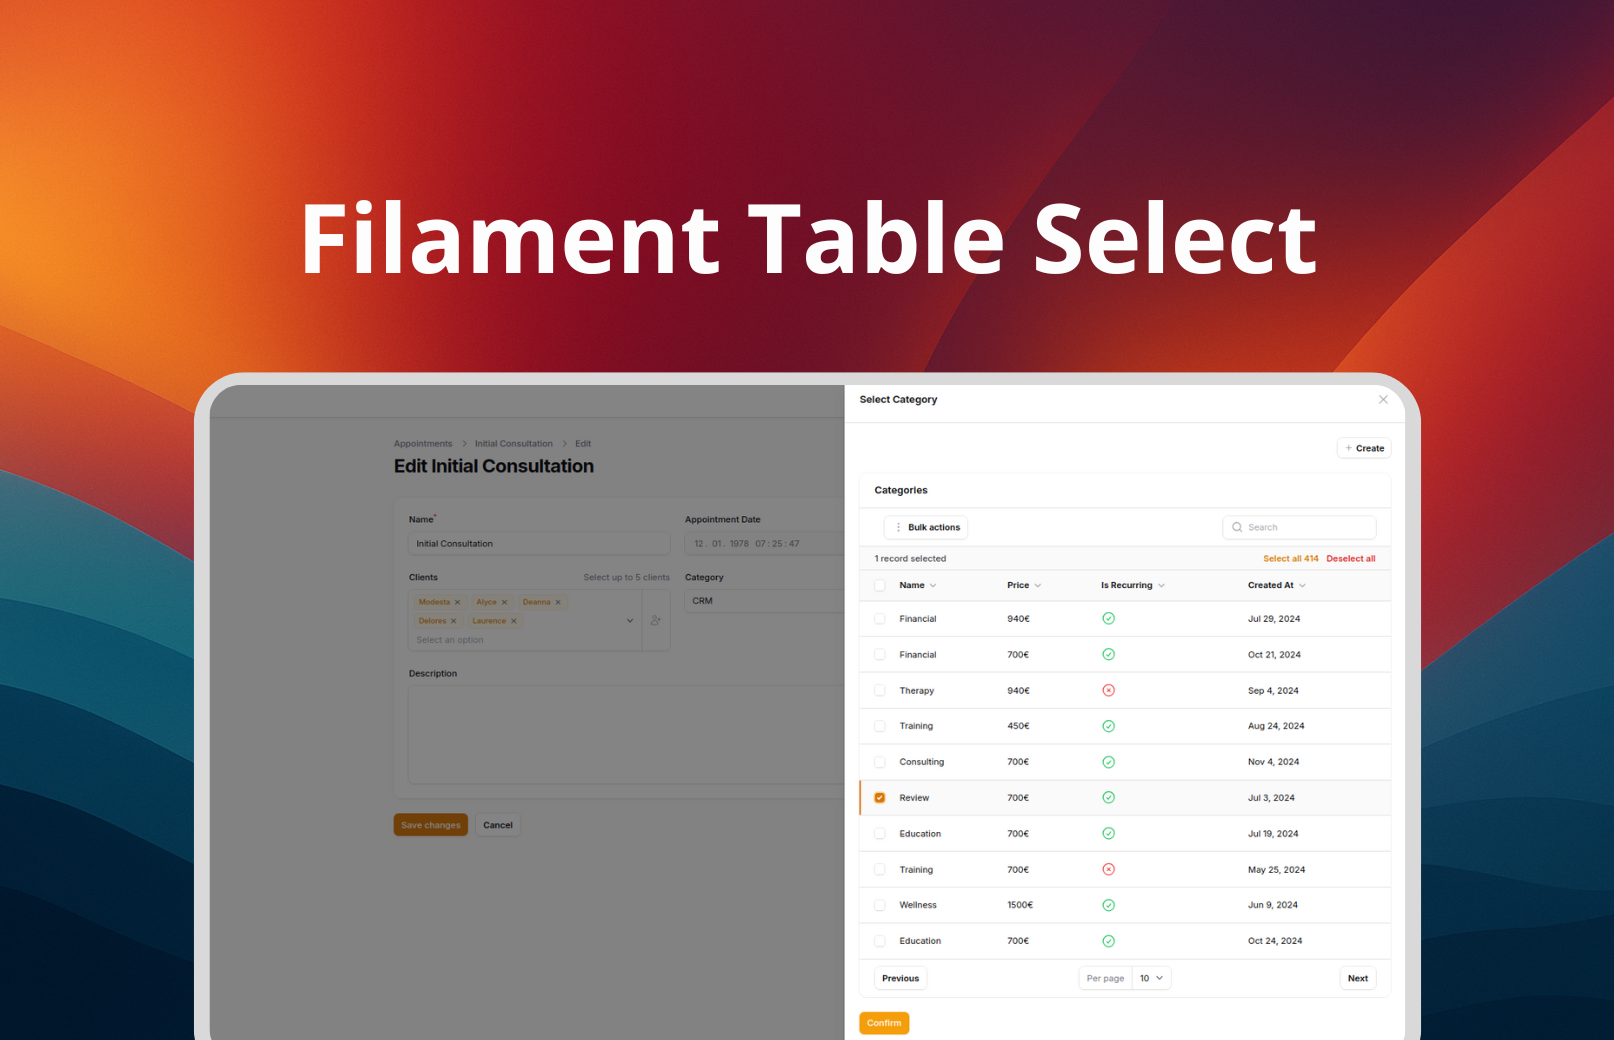 Filament Table Select
Appointments > Initial Consultation > Edit
Edit Initial Consultation
Name*
Initial Consultation
Appointment Date
12 . 01 . 1978 07 : 25 : 47
Clients
Select up to 5 clients
Modesta ×
Alyce ×
Deanna ×
Delores ×
Laurence ×
Select an option
Category
CRM
Description
Save changes
Cancel
Select Category
+ Create
Categories
Bulk actions
Search
1 record selected
Select all 414 Deselect all
Name Price Is Recurring Created At
Financial 940€ Jul 29, 2024
Financial 700€ Oct 21, 2024
Therapy 940€ Sep 4, 2024
Training 450€ Aug 24, 2024
Consulting 700€ Nov 4, 2024
Review 700€ Jul 3, 2024
Education 700€ Jul 19, 2024
Training 700€ May 25, 2024
Wellness 1500€ Jun 9, 2024
Education 700€ Oct 24, 2024
Previous
Per page 10
Next
Confirm